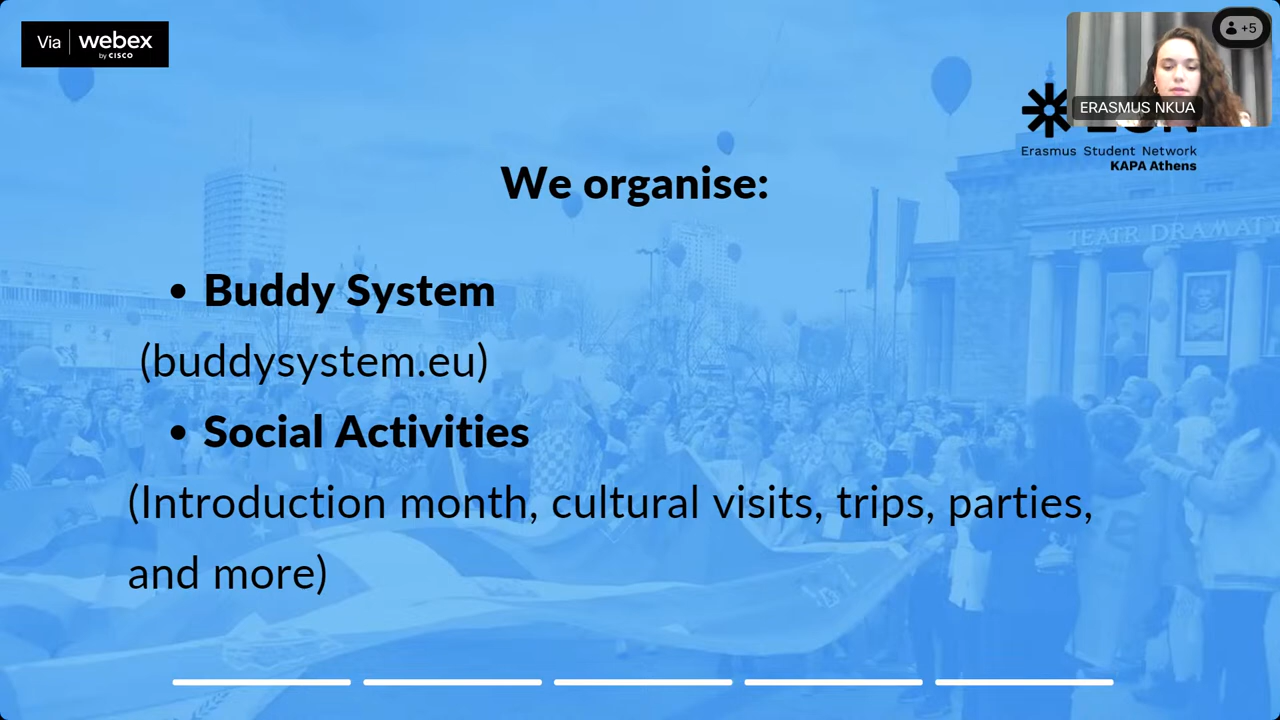 Via webex
by CISCO
+5
ERASMUS NKUA
Erasmus Student Network
KAPA Athens
We organise:
TEATR DRAMATY
• Buddy System
(buddysystem.eu)
• Social Activities
(Introduction month, cultural visits, trips, parties,
and more)